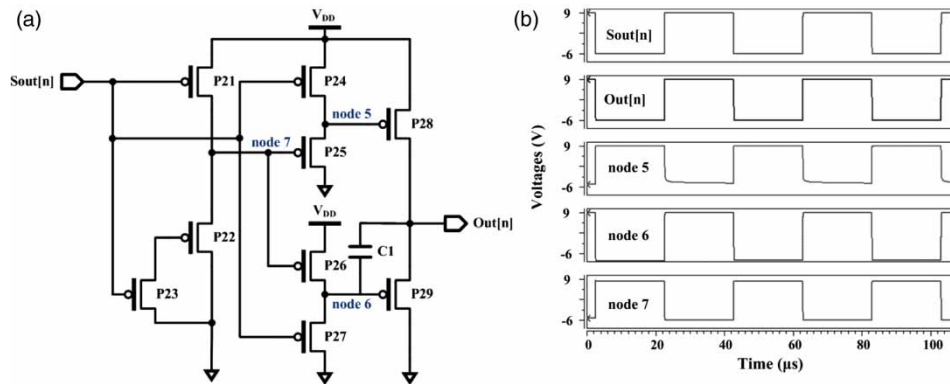 (a)
V_DD
Sout[n]
P21
P24
node 5
P28
node 7
P25
V_DD
Out[n]
P22
C1
P26
P23
P29
node 6
P27
(b)
9
Sout[n]
-6
9
Out[n]
-6
9
node 5
-6
9
node 6
-6
9
node 7
-6
Voltages (V)
0 20 40 60 80 100
Time (μs)